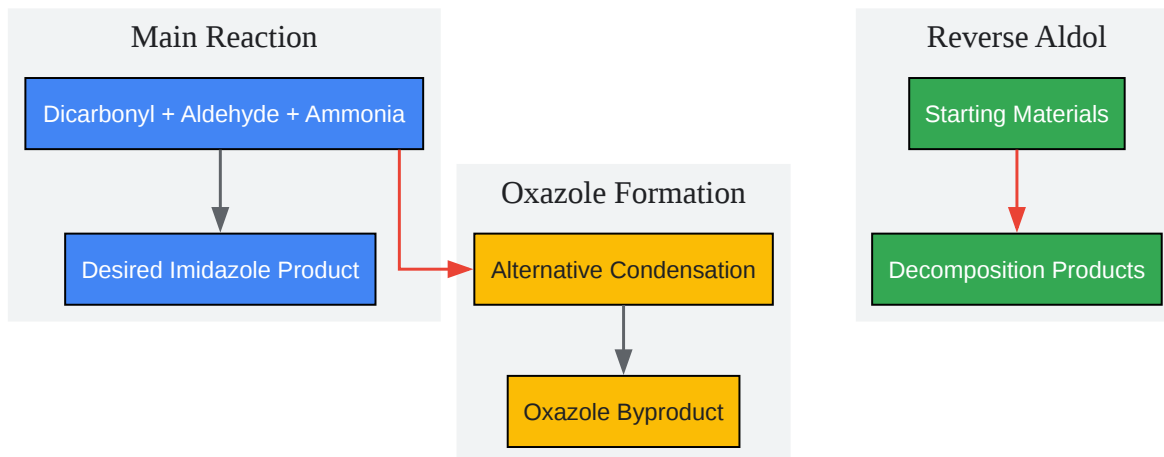 Main Reaction
Dicarbonyl + Aldehyde + Ammonia
Desired Imidazole Product
Oxazole Formation
Alternative Condensation
Oxazole Byproduct
Reverse Aldol
Starting Materials
Decomposition Products